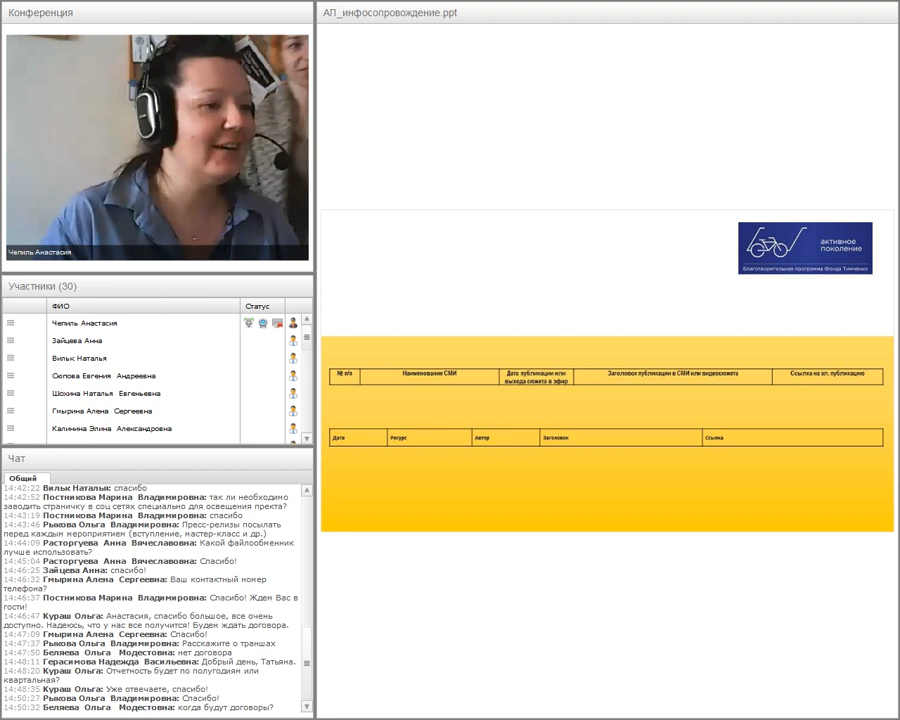 Конференция
Чепиль Анастасия
Участники (30)
ФИО
Статус
Чепиль Анастасия
Зайцева Анна
Вильк Наталья
Сюпова Евгения Андреевна
Шохина Наталья Евгеньевна
Гмырина Алена Сергеевна
Калинина Элина Александровна
Чат
Общий
14:42:22 Вильк Наталья: спасибо
14:42:52 Постникова Марина Владимировна: так ли необходимо
заводить страничку в соц сетях специально для освещения пректа?
14:43:19 Постникова Марина Владимировна: спасибо
14:43:46 Рыкова Ольга Владимировна: Пресс-релизы посылать
перед каждым мероприятием (вступление, мастер-класс и др.)
14:44:09 Расторгуева Анна Вячеславовна: Какой файлообменник
лучше использовать?
14:45:04 Расторгуева Анна Вячеславовна: Спасибо!
14:46:25 Зайцева Анна: спасибо!
14:46:32 Гмырина Алена Сергеевна: Ваш контактный номер
телефона?
14:46:37 Постникова Марина Владимировна: Спасибо! Ждем Вас в
гости!
14:46:47 Кураш Ольга: Анастасия, спасибо большое, все очень
доступно. Надеюсь, что у нас все получится! Будем ждать договора.
14:47:09 Гмырина Алена Сергеевна: Спасибо!
14:47:37 Рыкова Ольга Владимировна: Расскажите о траншах
14:47:50 Беляева Ольга Модестовна: нет договора
14:48:11 Герасимова Надежда Васильевна: Добрый день, Татьяна.
14:48:20 Кураш Ольга: Отчетность будет по полугодиям или
квартальная?
14:48:35 Кураш Ольга: Уже отвечаете, спасибо!
14:50:27 Рыкова Ольга Владимировна: Спасибо!
14:50:32 Беляева Ольга Модестовна: когда будут договоры?
АП_инфосопровождение.ppt
активное
поколение
благотворительная программа Фонда Тимченко
№ п/п
Наименование СМИ
Дата публикации или
выхода сюжета в эфир
Заголовок публикации в СМИ или видеосюжета
Ссылка на эл. публикацию
Дата
Ресурс
Автор
Заголовок
Ссылка